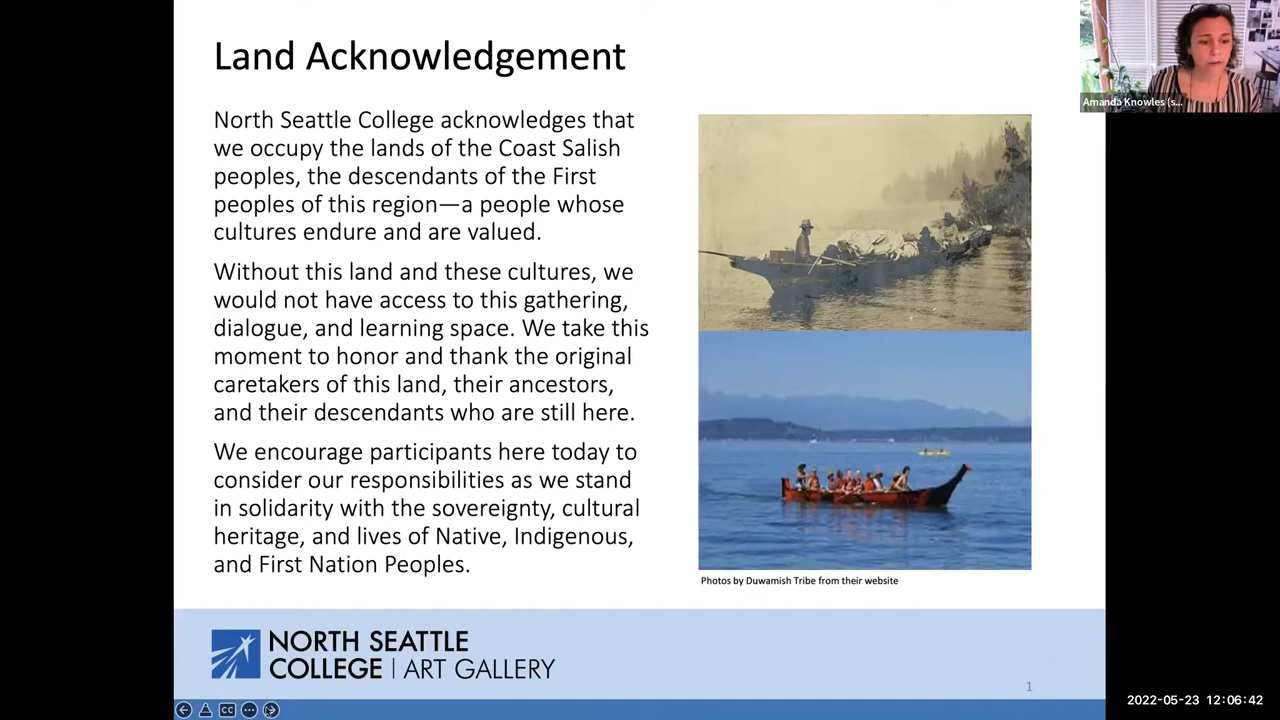 Land Acknowledgement
North Seattle College acknowledges that
we occupy the lands of the Coast Salish
peoples, the descendants of the First
peoples of this region—a people whose
cultures endure and are valued.
Without this land and these cultures, we
would not have access to this gathering,
dialogue, and learning space. We take this
moment to honor and thank the original
caretakers of this land, their ancestors,
and their descendants who are still here.
We encourage participants here today to
consider our responsibilities as we stand
in solidarity with the sovereignty, cultural
heritage, and lives of Native, Indigenous,
and First Nation Peoples.
Photos by Duwamish Tribe from their website
NORTH SEATTLE
COLLEGE | ART GALLERY
1
CC
Amanda Knowles (s...
2022-05-23 12:06:42